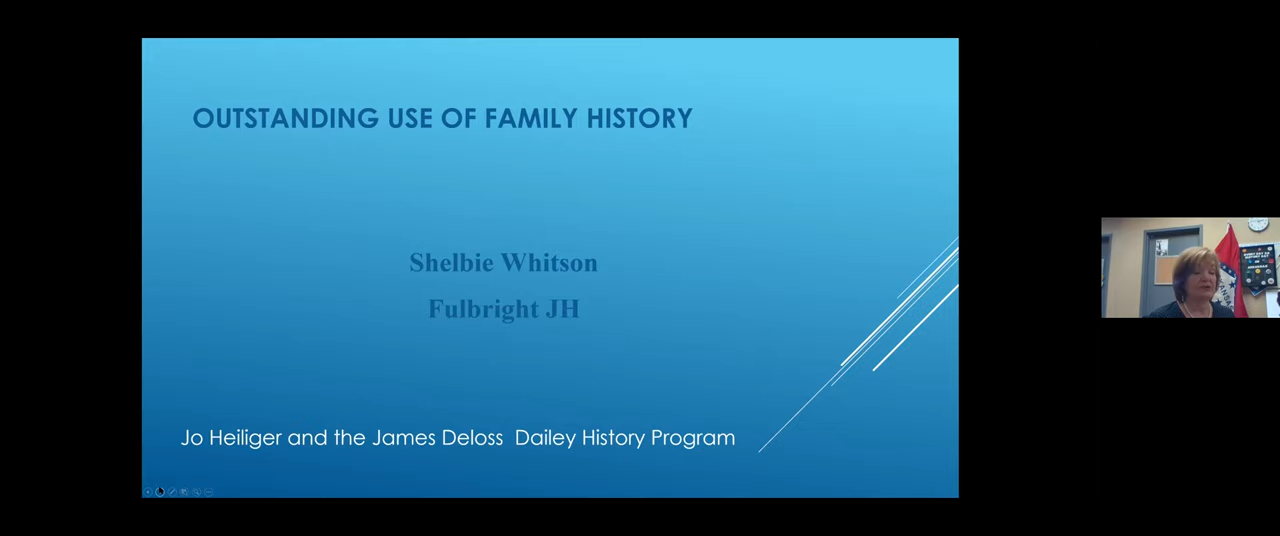 OUTSTANDING USE OF FAMILY HISTORY
Shelbie Whitson
Fulbright JH
Jo Heiliger and the James Deloss Dailey History Program